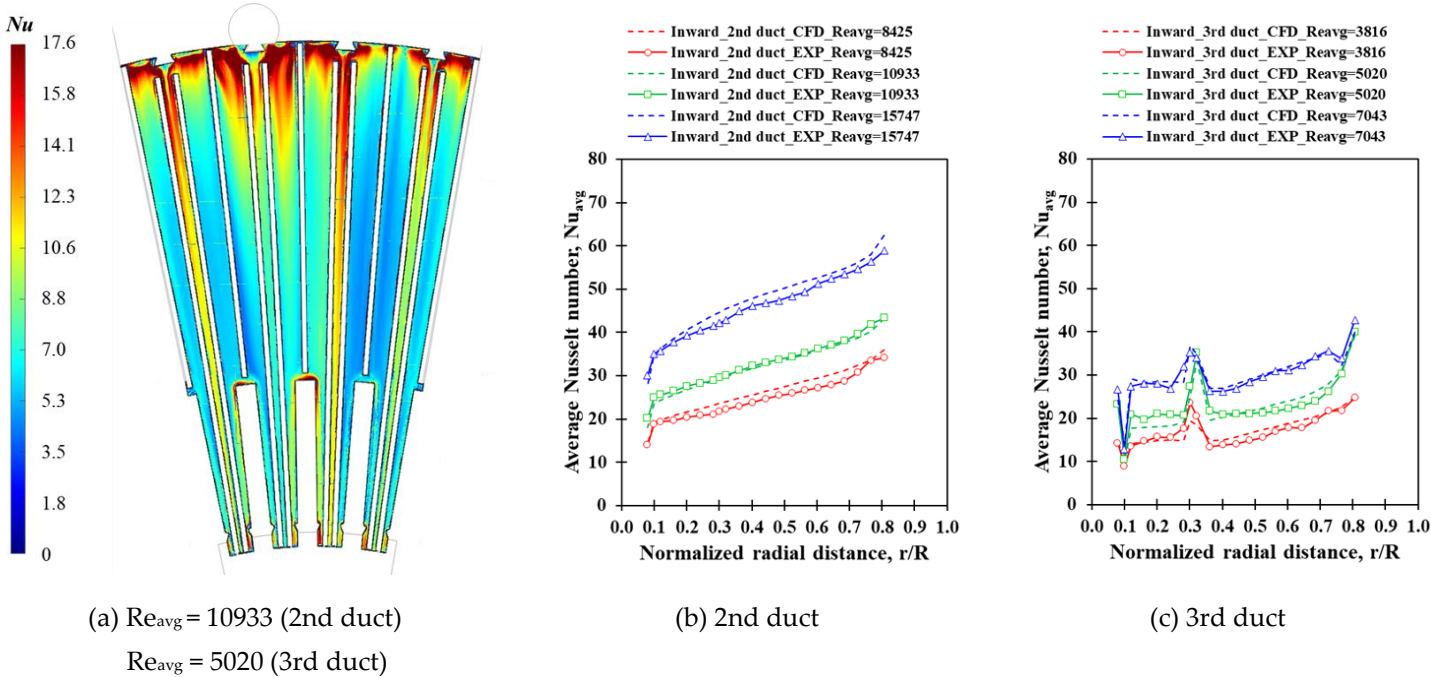 Nu
17.6
15.8
14.1
12.3
10.6
8.8
7.0
5.3
3.5
1.8
0
Inward_2nd duct_CFD_Reavg=8425
Inward_2nd duct_EXP_Reavg=8425
Inward_2nd duct_CFD_Reavg=10933
Inward_2nd duct_EXP_Reavg=10933
Inward_2nd duct_CFD_Reavg=15747
Inward_2nd duct_EXP_Reavg=15747
80
70
60
50
40
30
20
10
0
Average Nusselt number, Nuavg
0.0 0.1 0.2 0.3 0.4 0.5 0.6 0.7 0.8 0.9 1.0
Normalized radial distance, r/R
Inward_3rd duct_CFD_Reavg=3816
Inward_3rd duct_EXP_Reavg=3816
Inward_3rd duct_CFD_Reavg=5020
Inward_3rd duct_EXP_Reavg=5020
Inward_3rd duct_CFD_Reavg=7043
Inward_3rd duct_EXP_Reavg=7043
80
70
60
50
40
30
20
10
0
Average Nusselt number, Nuavg
0.0 0.1 0.2 0.3 0.4 0.5 0.6 0.7 0.8 0.9 1.0
Normalized radial distance, r/R
(a) Reavg = 10933 (2nd duct)
Reavg = 5020 (3rd duct)
(b) 2nd duct
(c) 3rd duct